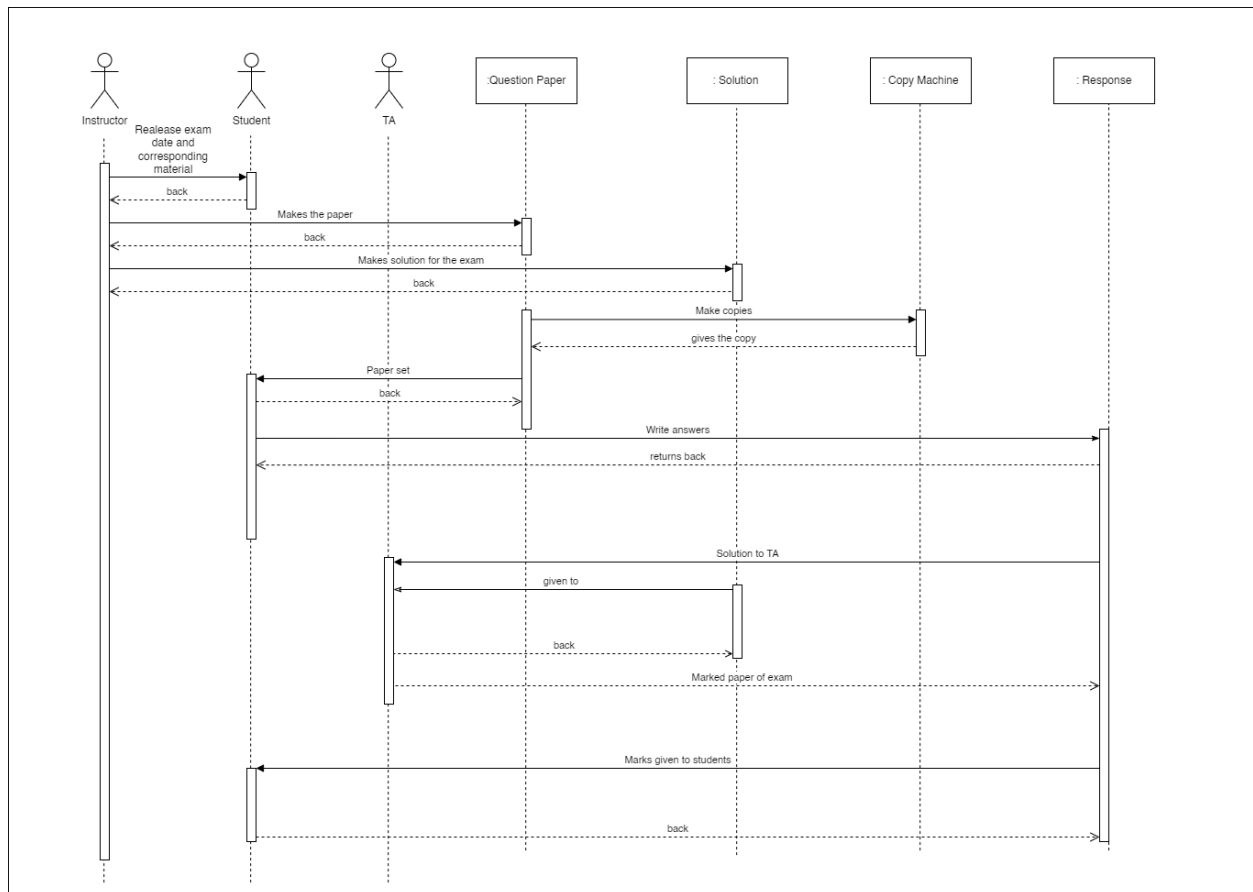 :Question Paper
: Solution
: Copy Machine
: Response
Instructor
Student
TA
Realease exam
date and
corresponding
material
back
Makes the paper
back
Makes solution for the exam
back
Make copies
gives the copy
Paper set
back
Write answers
returns back
Solution to TA
given to
back
Marked paper of exam
Marks given to students
back